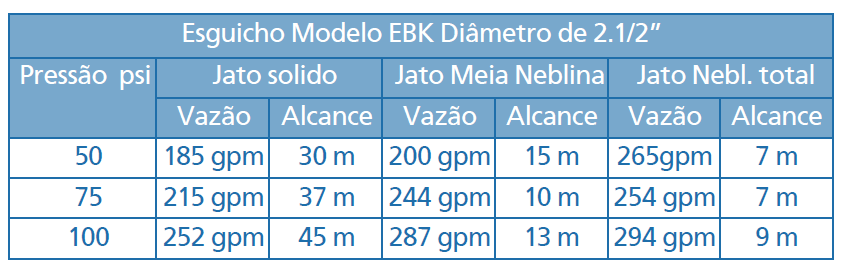 Esguicho Modelo EBK Diâmetro de 2.1/2”
Pressão psi Jato solido Jato Meia Neblina Jato Nebl. total
Vazão Alcance Vazão Alcance Vazão Alcance
50 185 gpm 30 m 200 gpm 15 m 265gpm 7 m
75 215 gpm 37 m 244 gpm 10 m 254 gpm 7 m
100 252 gpm 45 m 287 gpm 13 m 294 gpm 9 m